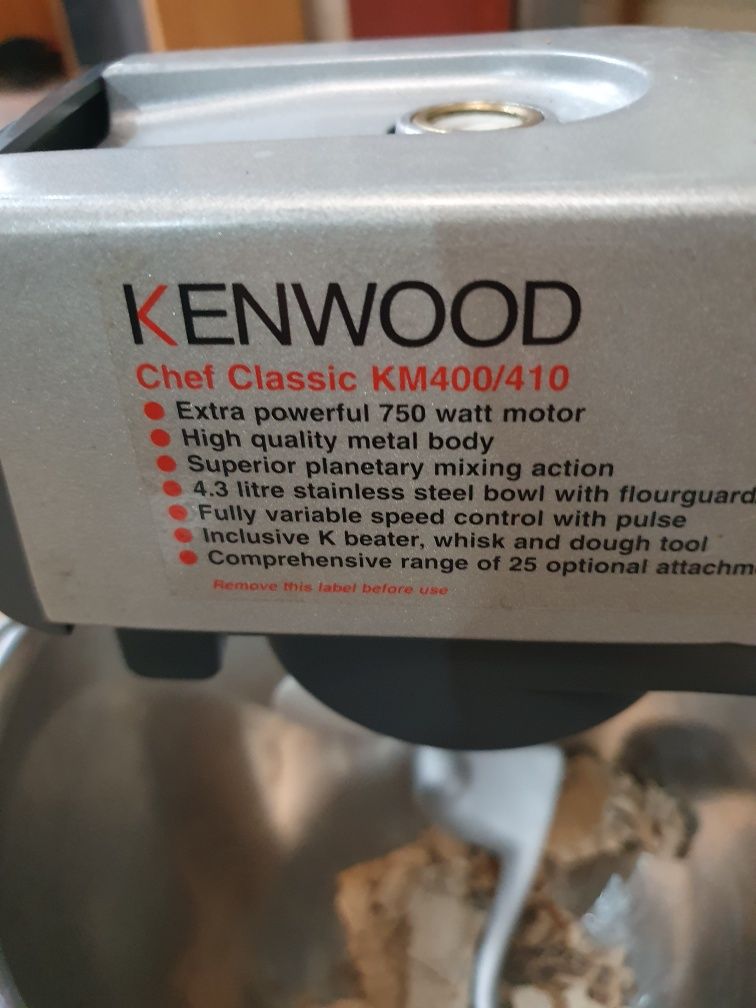 KENWOOD
Chef Classic KM400/410
Extra powerful 750 watt motor
High quality metal body
Superior planetary mixing action
4.3 litre stainless steel bowl with flourguard
Fully variable speed control with pulse
Inclusive K beater, whisk and dough tool
Comprehensive range of 25 optional attachm
Remove this label before use